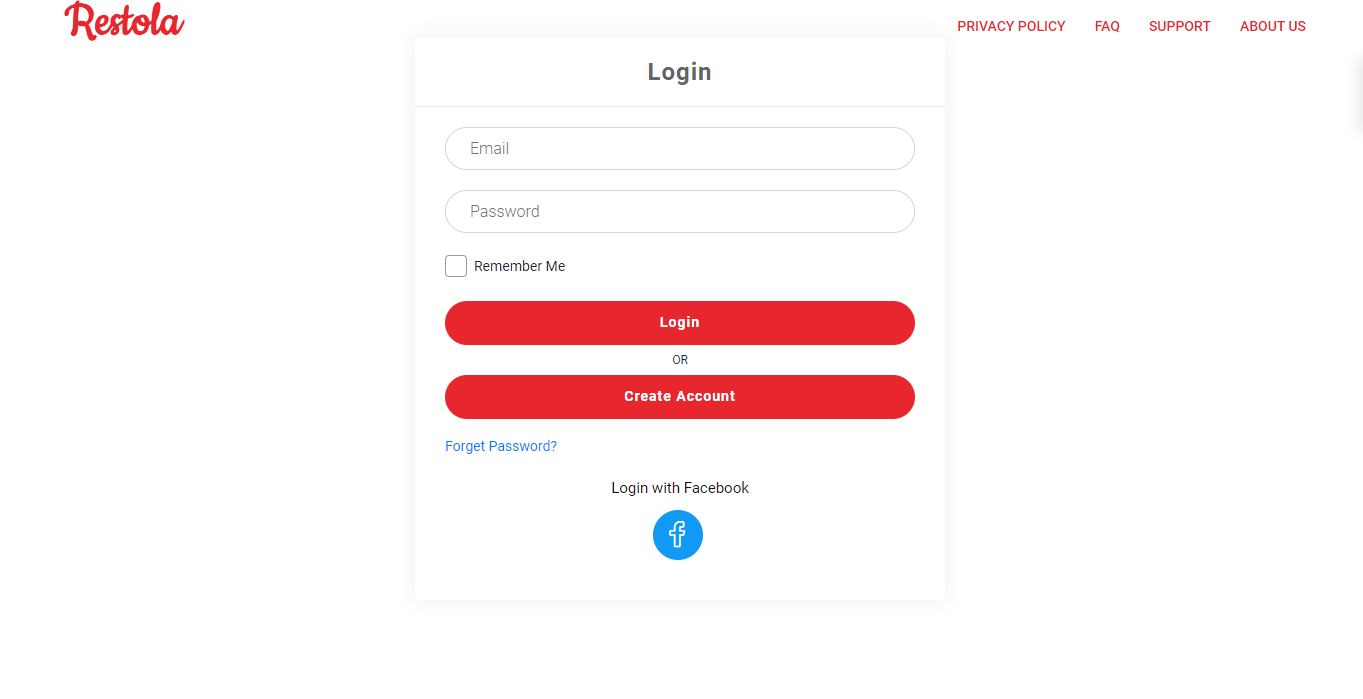 Restola
PRIVACY POLICY FAQ SUPPORT ABOUT US
Login
Email
Password
Remember Me
Login
OR
Create Account
Forget Password?
Login with Facebook